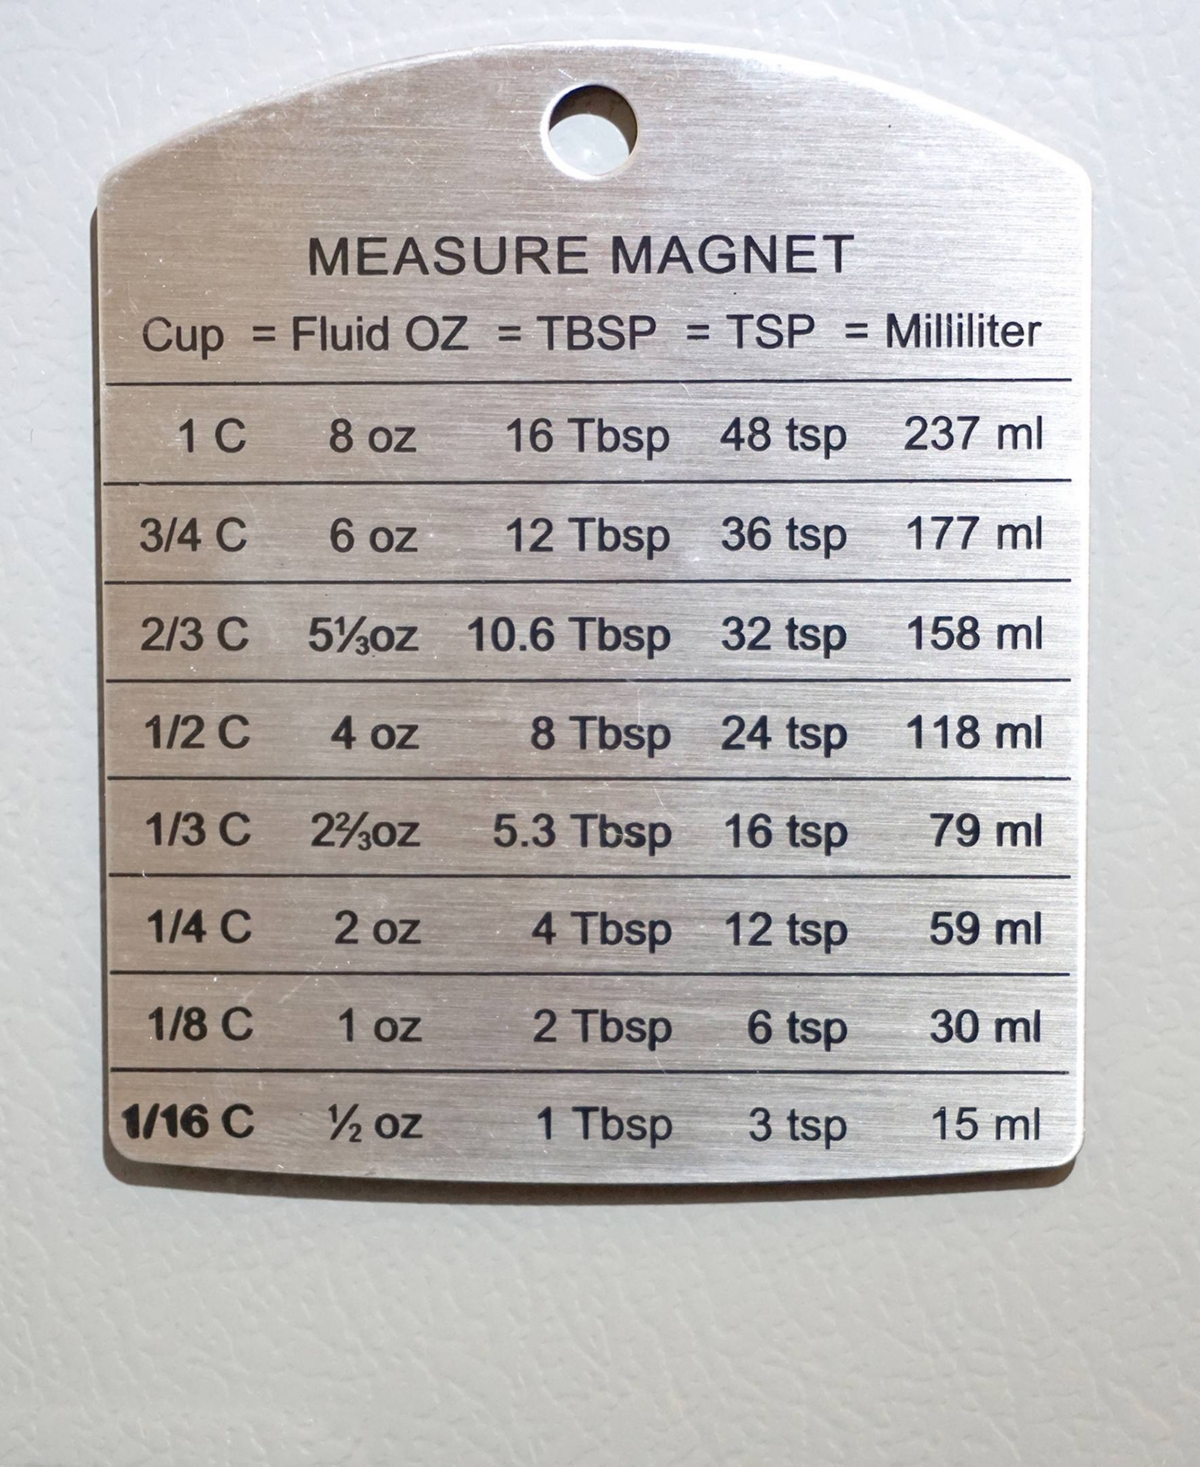 MEASURE MAGNET
Cup = Fluid OZ = TBSP = TSP = Milliliter
1 C 8 oz 16 Tbsp 48 tsp 237 ml
3/4 C 6 oz 12 Tbsp 36 tsp 177 ml
2/3 C 5⅓oz 10.6 Tbsp 32 tsp 158 ml
1/2 C 4 oz 8 Tbsp 24 tsp 118 ml
1/3 C 2⅔oz 5.3 Tbsp 16 tsp 79 ml
1/4 C 2 oz 4 Tbsp 12 tsp 59 ml
1/8 C 1 oz 2 Tbsp 6 tsp 30 ml
1/16 C ½ oz 1 Tbsp 3 tsp 15 ml